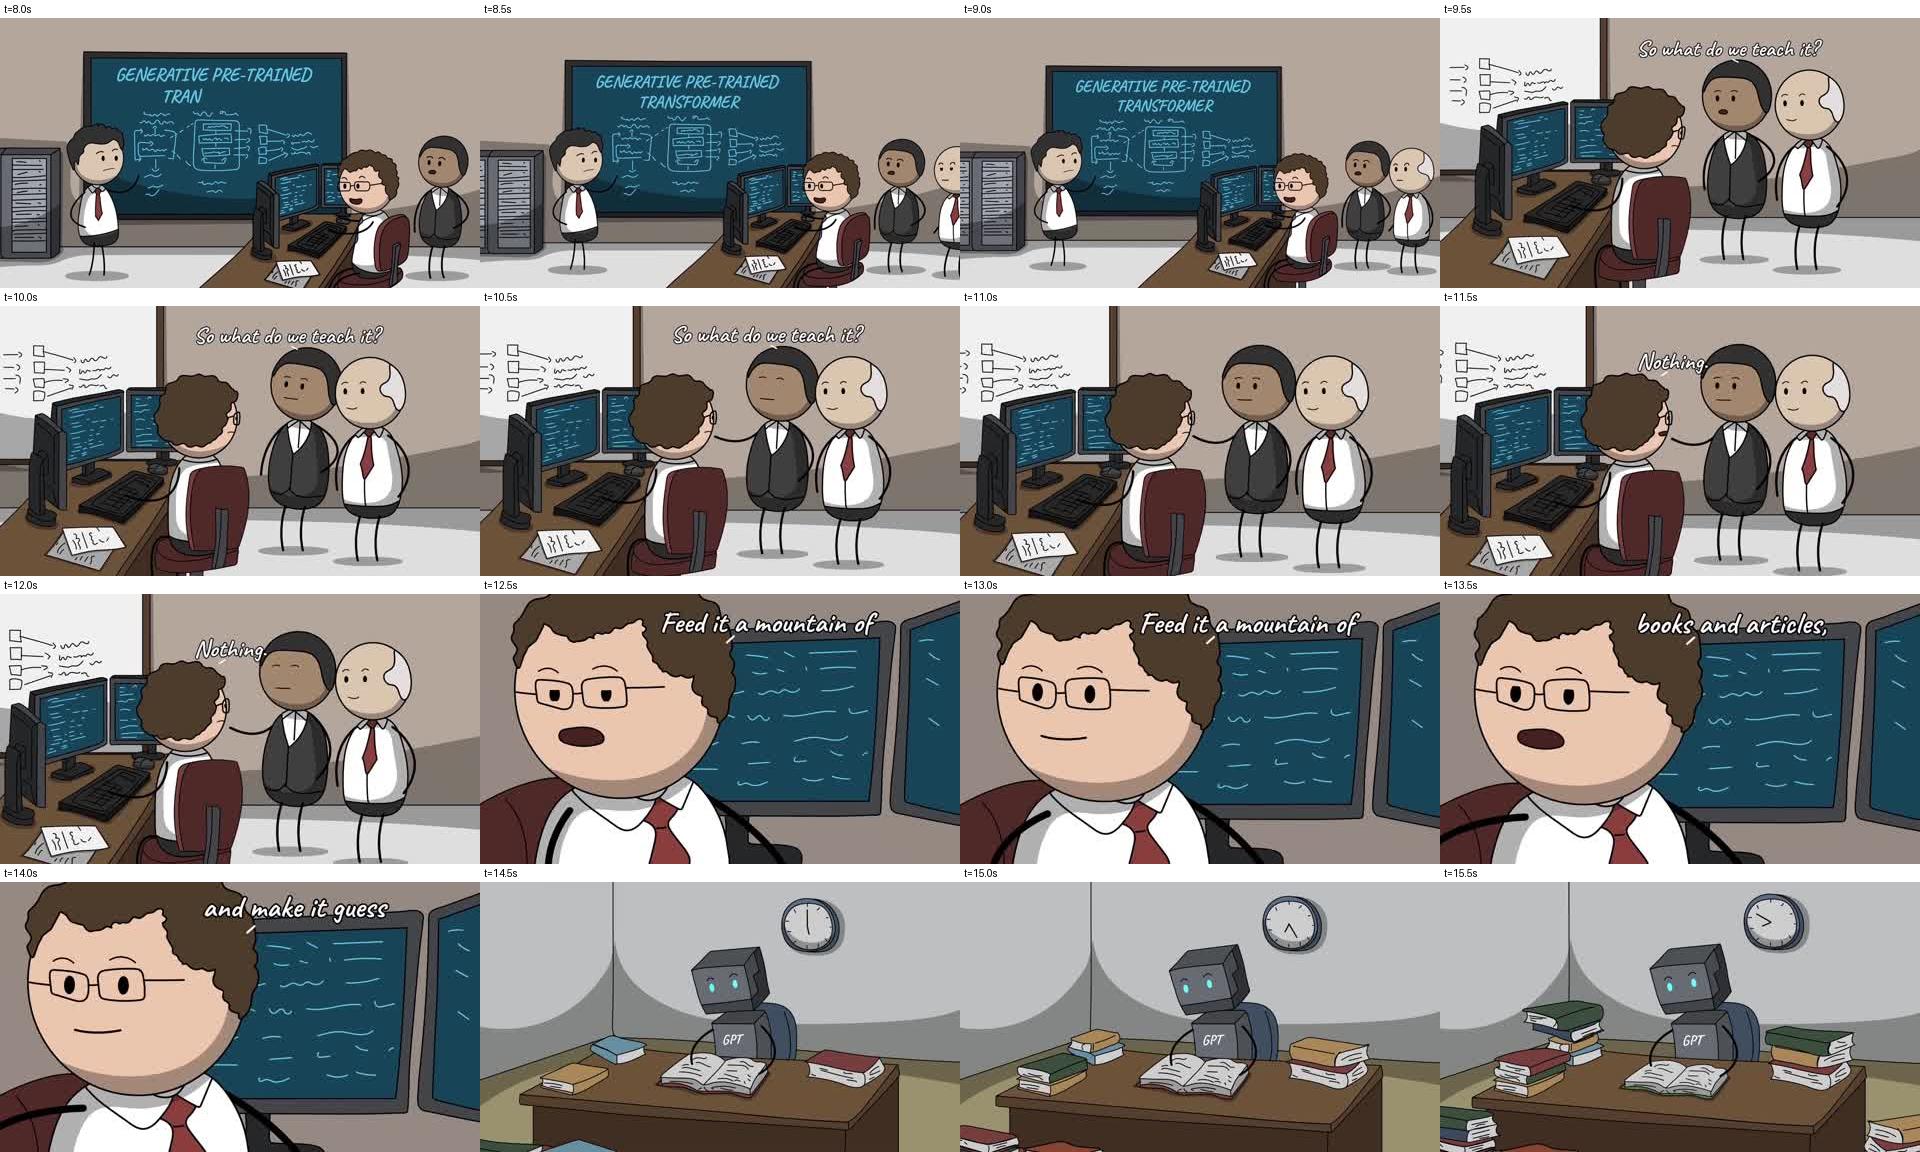 t=8.0s
GENERATIVE PRE-TRAINED
TRAN
t=8.5s
GENERATIVE PRE-TRAINED
TRANSFORMER
t=9.0s
GENERATIVE PRE-TRAINED
TRANSFORMER
t=9.5s
So what do we teach it?
t=10.0s
So what do we teach it?
t=10.5s
So what do we teach it?
t=11.0s
t=11.5s
Nothing.
t=12.0s
Nothing.
t=12.5s
Feed it a mountain of
t=13.0s
Feed it a mountain of
t=13.5s
books and articles,
t=14.0s
and make it guess
t=14.5s
GPT
t=15.0s
GPT
t=15.5s
GPT